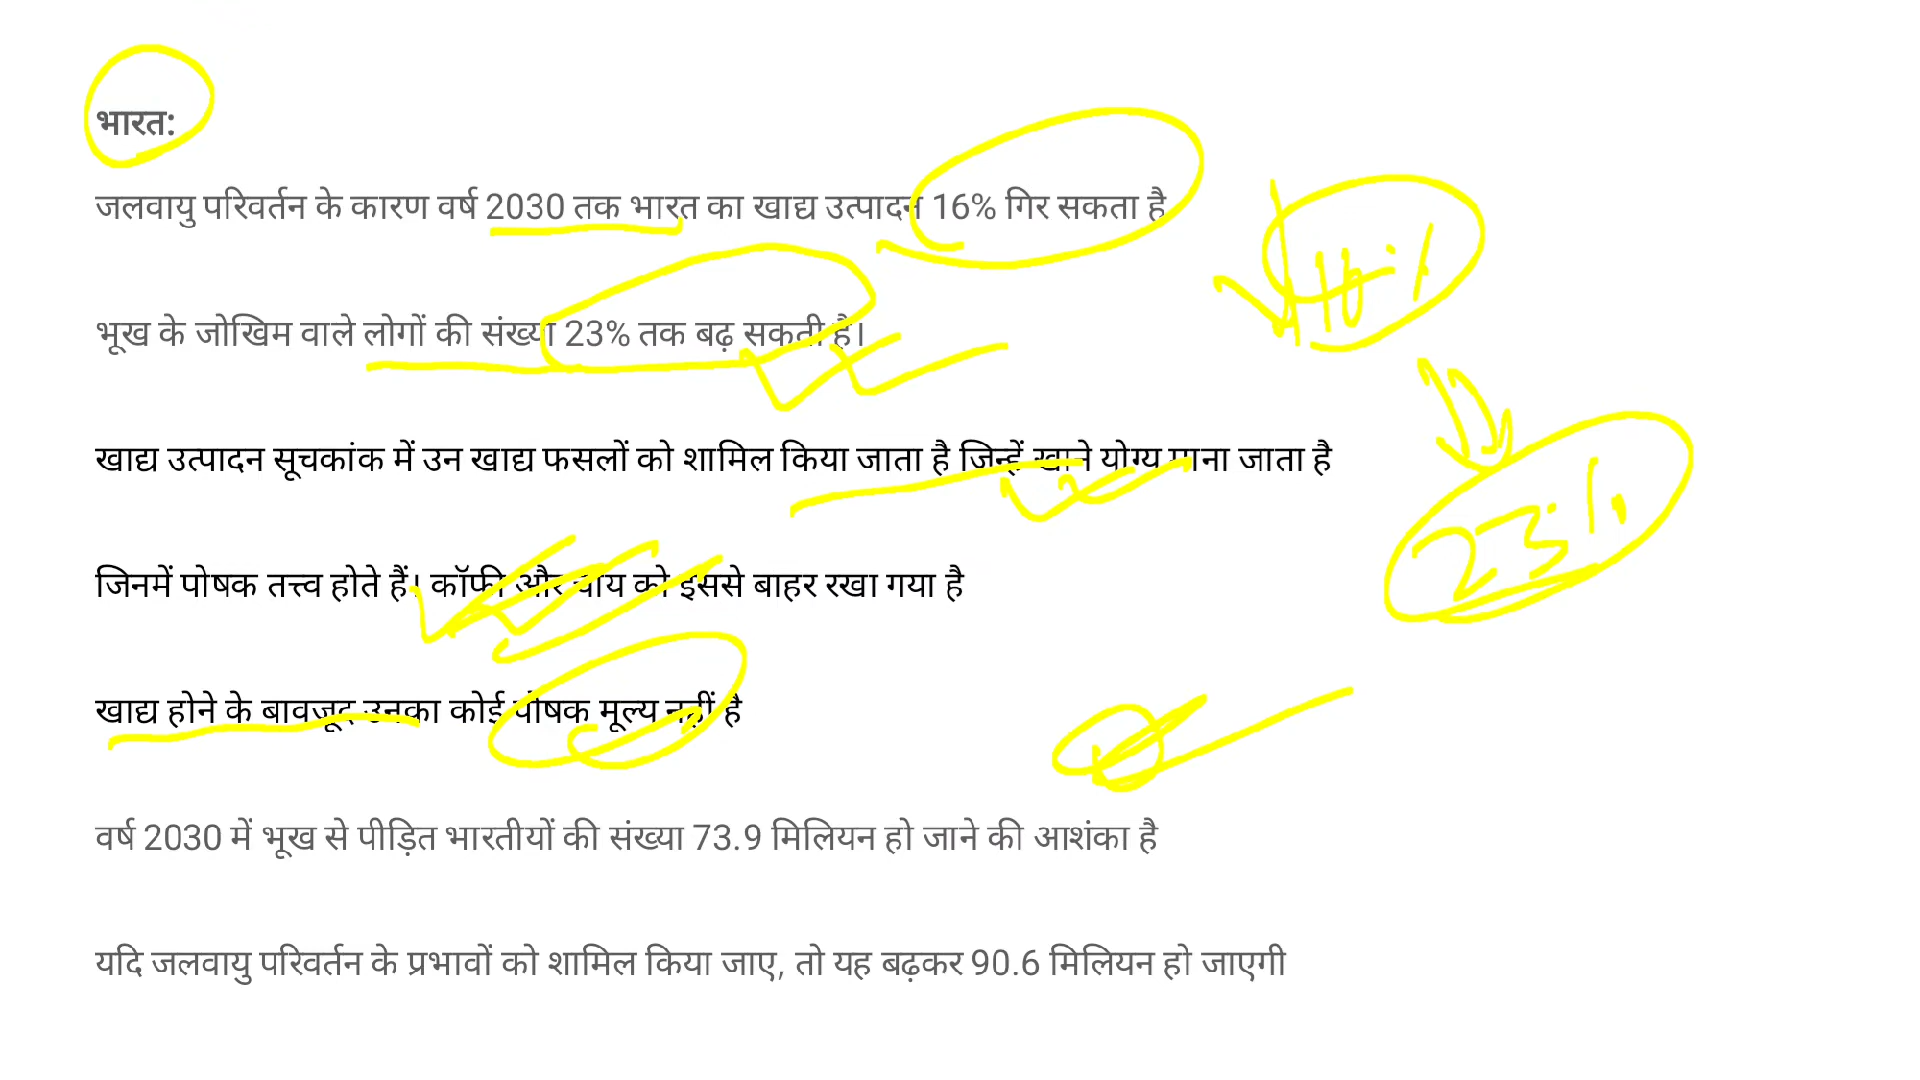 भारत:
जलवायु परिवर्तन के कारण वर्ष 2030 तक भारत का खाद्य उत्पादन 16% गिर सकता है
16%
भूख के जोखिम वाले लोगों की संख्या 23% तक बढ़ सकती है।
खाद्य उत्पादन सूचकांक में उन खाद्य फसलों को शामिल किया जाता है जिन्हें खाने योग्य माना जाता है
23%
जिनमें पोषक तत्त्व होते हैं। कॉफी और चाय को इससे बाहर रखा गया है
खाद्य होने के बावजूद उनका कोई पोषक मूल्य नहीं है
वर्ष 2030 में भूख से पीड़ित भारतीयों की संख्या 73.9 मिलियन हो जाने की आशंका है
यदि जलवायु परिवर्तन के प्रभावों को शामिल किया जाए, तो यह बढ़कर 90.6 मिलियन हो जाएगी